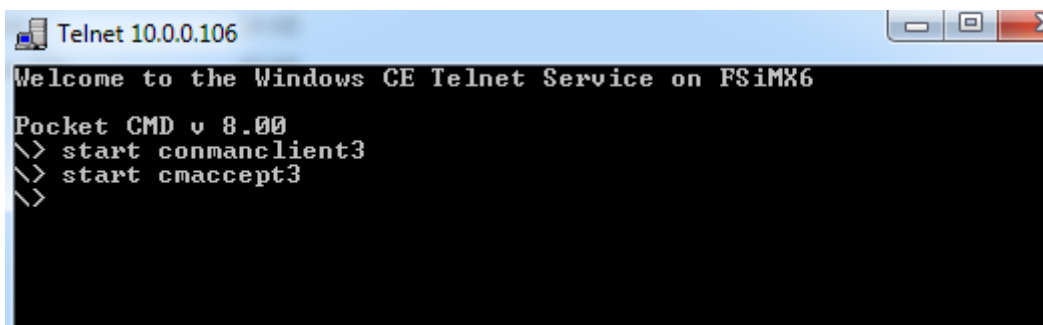 Telnet 10.0.0.106
Welcome to the Windows CE Telnet Service on FSiMX6
Pocket CMD v 8.00
\> start conmanclient3
\> start cmaccept3
\>